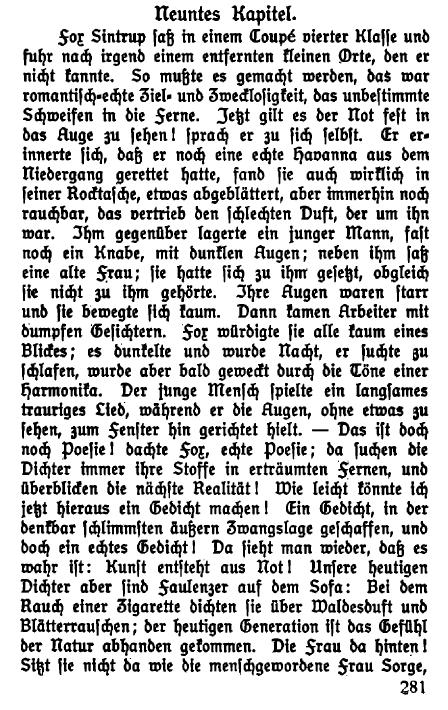 Neuntes Kapitel.
Fox Sintrup saß in einem Coupé vierter Klasse und
fuhr nach irgend einem entfernten kleinen Orte, den er
nicht kannte. So mußte es gemacht werden, das war
romantisch-echte Ziel- und Zwecklosigkeit, das unbestimmte
Schweifen in die Ferne. Jetzt gilt es der Not fest in
das Auge zu sehen! sprach er zu sich selbst. Er er-
innerte sich, daß er noch eine echte Havanna aus dem
Niedergang gerettet hatte, fand sie auch wirklich in
seiner Rocktasche, etwas abgeblättert, aber immerhin noch
rauchbar, das vertrieb den schlechten Duft, der um ihn
war. Ihm gegenüber lagerte ein junger Mann, fast
noch ein Knabe, mit dunklen Augen; neben ihm saß
eine alte Frau; sie hatte sich zu ihm gesetzt, obgleich
sie nicht zu ihm gehörte. Ihre Augen waren starr
und sie bewegte sich kaum. Dann kamen Arbeiter mit
dumpfen Gesichtern. Fox würdigte sie alle kaum eines
Blickes; es dunkelte und wurde Nacht, er suchte zu
schlafen, wurde aber bald geweckt durch die Töne einer
Harmonika. Der junge Mensch spielte ein langsames
trauriges Lied, während er die Augen, ohne etwas zu
sehen, zum Fenster hin gerichtet hielt. — Das ist doch
noch Poesie! dachte Fox, echte Poesie; da suchen die
Dichter immer ihre Stoffe in erträumten Fernen, und
überblicken die nächste Realität! Wie leicht könnte ich
jetzt hieraus ein Gedicht machen! Ein Gedicht, in der
denkbar schlimmsten äußern Zwangslage geschaffen, und
doch ein echtes Gedicht! Da sieht man wieder, daß es
wahr ist: Kunst entsteht aus Not! Unsere heutigen
Dichter aber sind Faulenzer auf dem Sofa: Bei dem
Rauch einer Zigarette dichten sie über Waldesduft und
Blätterrauschen; der heutigen Generation ist das Gefühl
der Natur abhanden gekommen. Die Frau da hinten!
Sitzt sie nicht da wie die menschgewordene Frau Sorge,
281